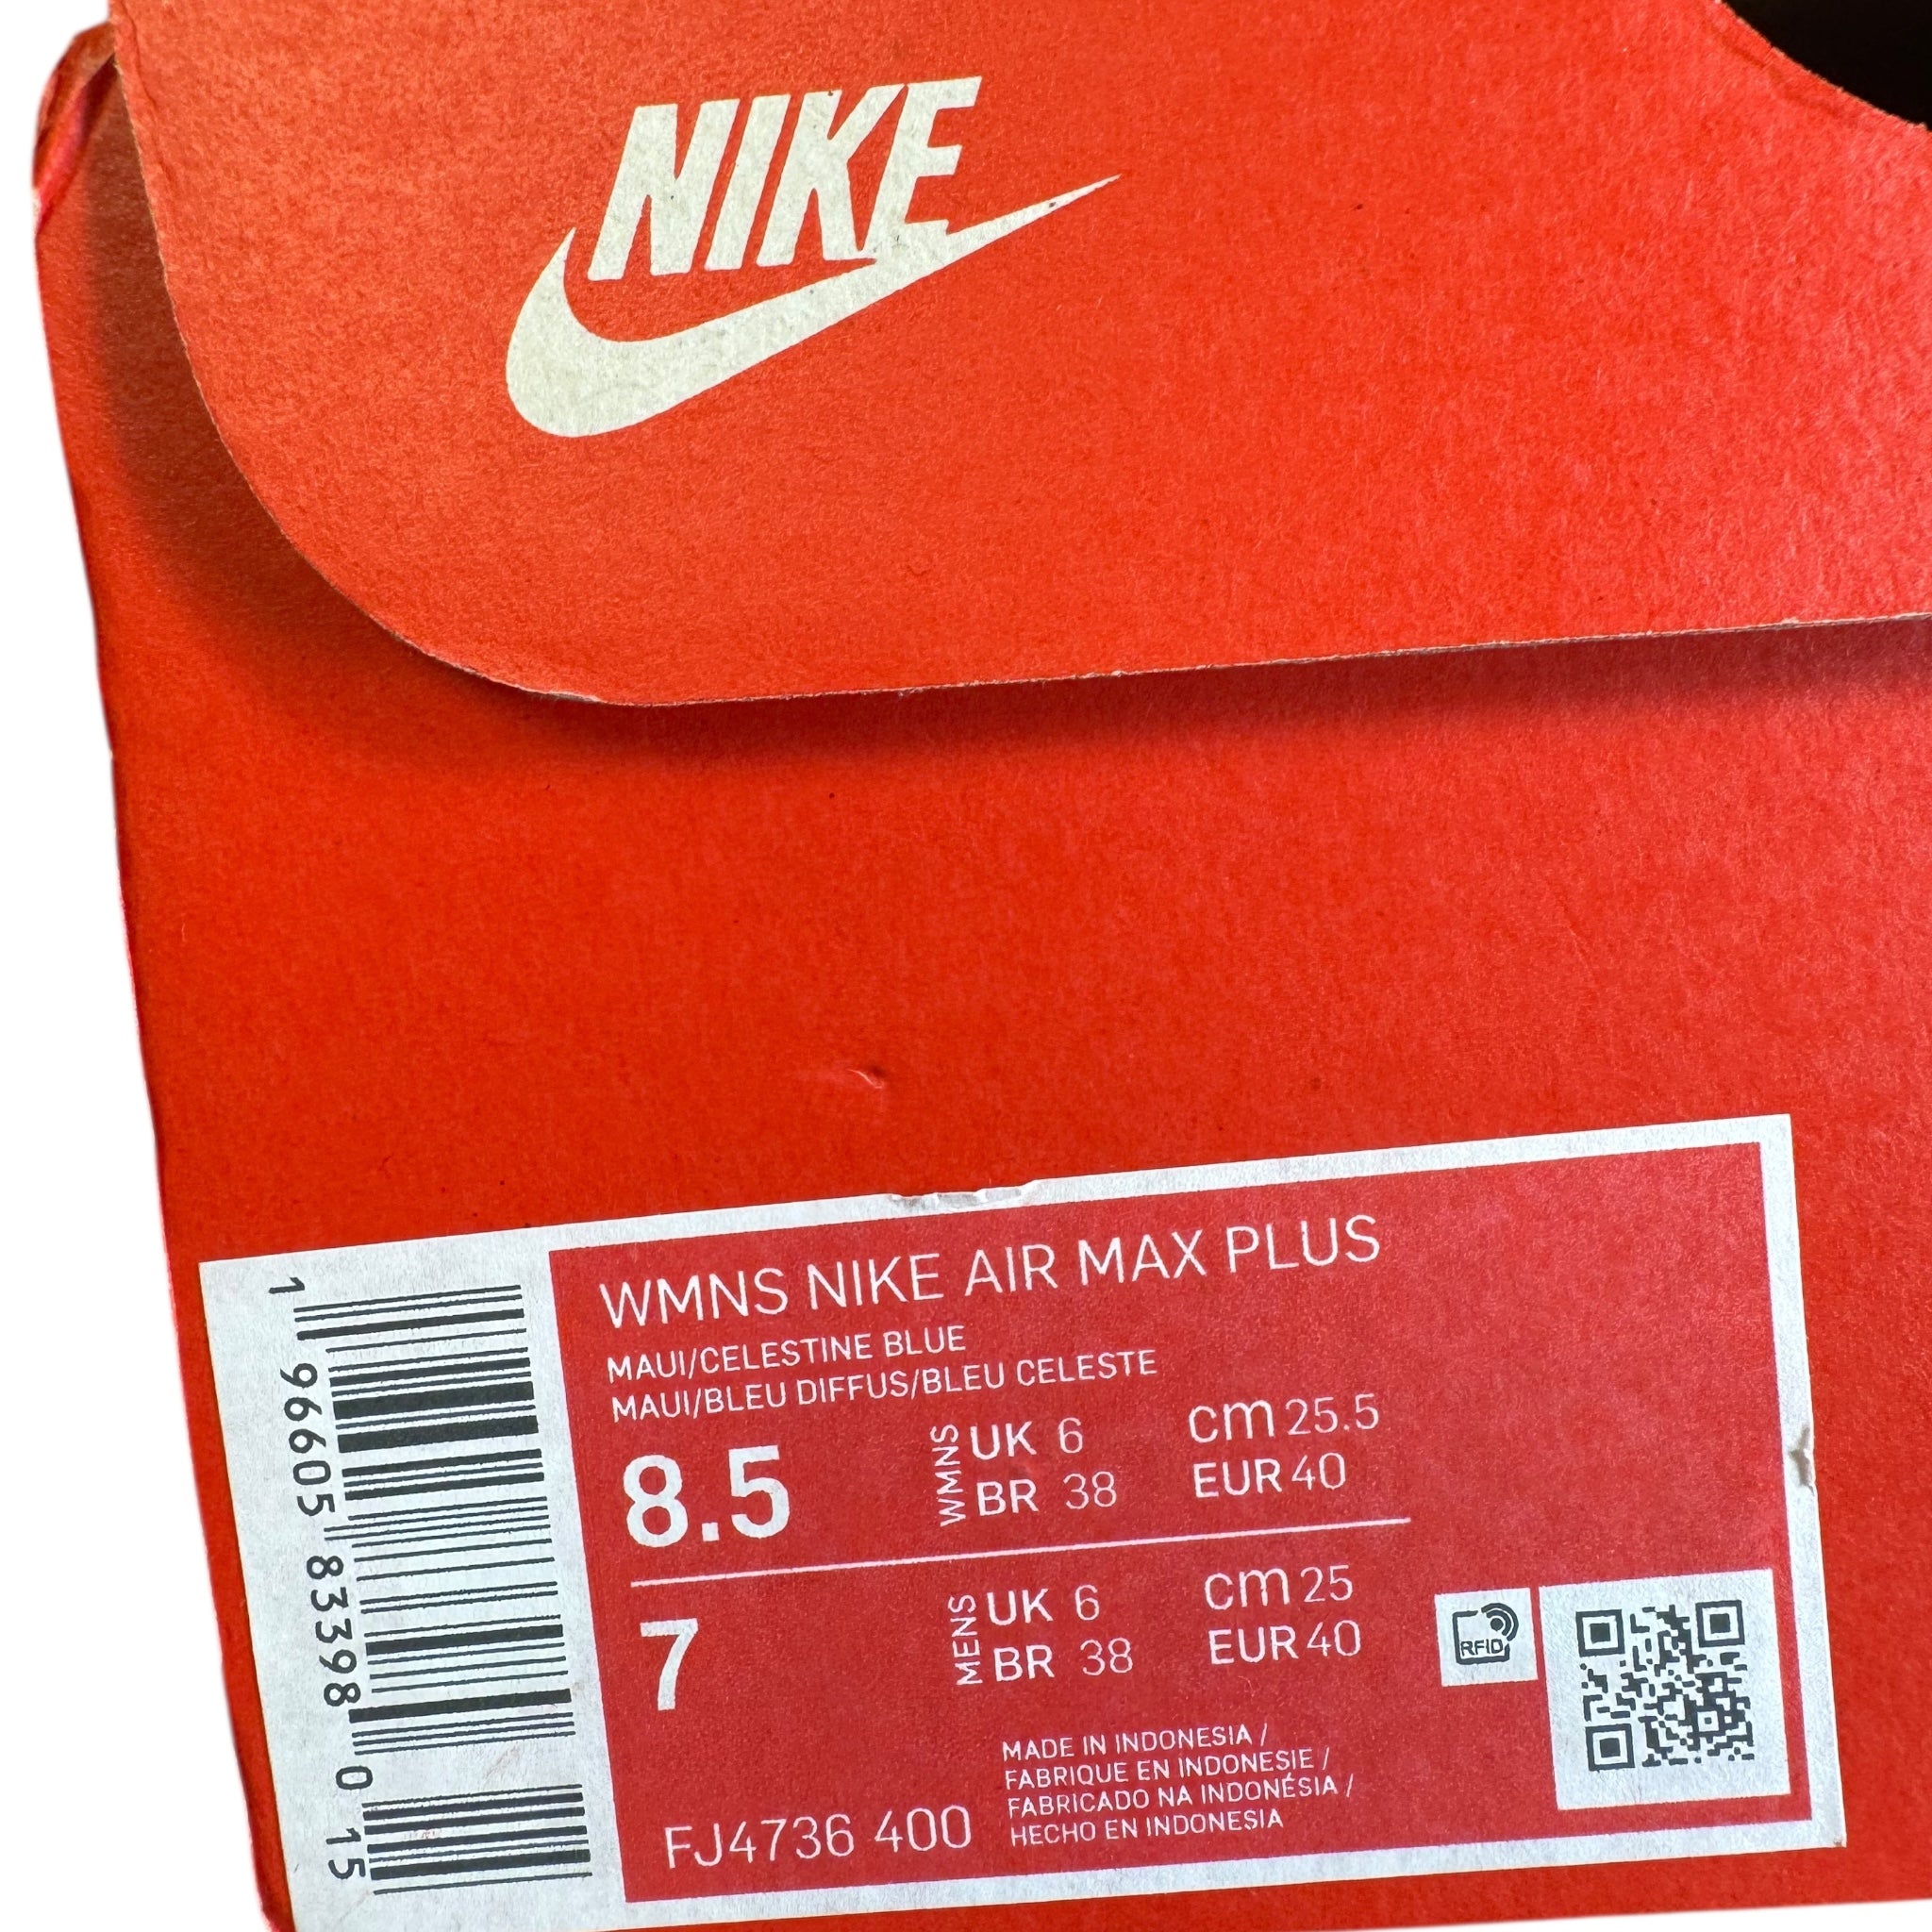 NIKE
WMNS NIKE AIR MAX PLUS
MAUI/CELESTINE BLUE
MAUI/BLEU DIFFUS/BLEU CELESTE
8.5 WMNS UK 6 cm 25.5
BR 38 EUR 40
7 MENS UK 6 cm 25
BR 38 EUR 40
RFID
MADE IN INDONESIA /
FABRIQUE EN INDONESIE /
FABRICADO NA INDONÉSIA /
HECHO EN INDONESIA
FJ4736 400
1 96605 83398 0 15